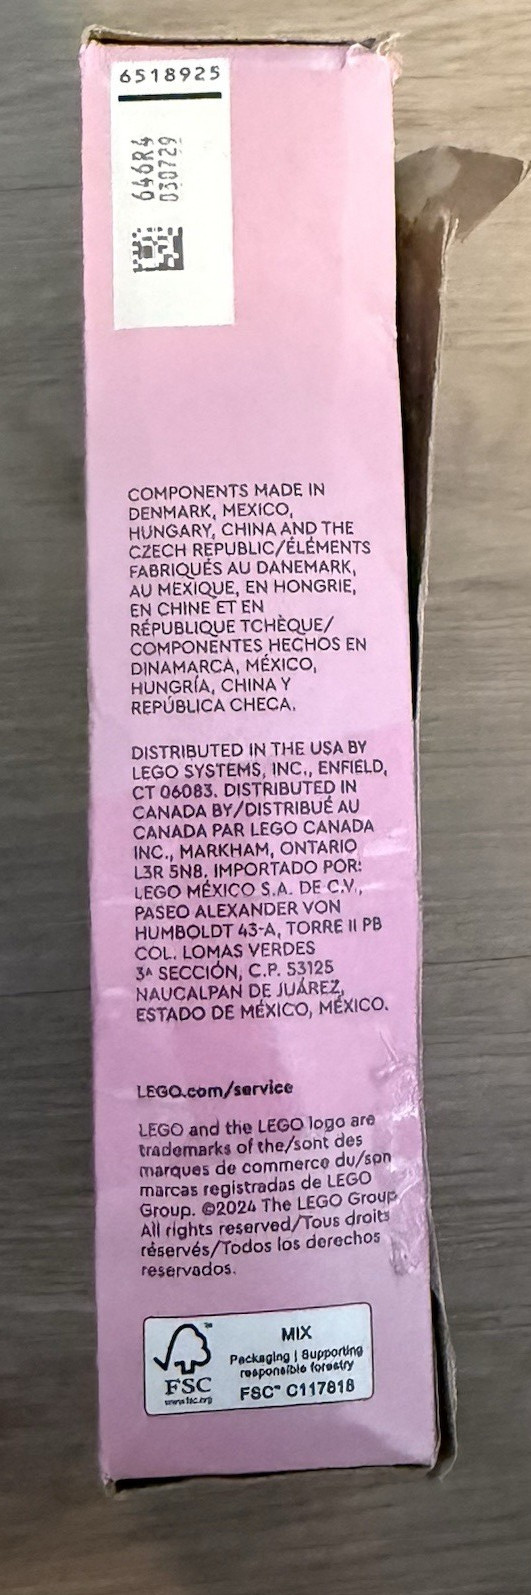 6518925
646R4
030729
COMPONENTS MADE IN
DENMARK, MEXICO,
HUNGARY, CHINA AND THE
CZECH REPUBLIC/ÉLÉMENTS
FABRIQUÉS AU DANEMARK,
AU MEXIQUE, EN HONGRIE,
EN CHINE ET EN
RÉPUBLIQUE TCHÈQUE/
COMPONENTES HECHOS EN
DINAMARCA, MÉXICO,
HUNGRÍA, CHINA Y
REPÚBLICA CHECA.
DISTRIBUTED IN THE USA BY
LEGO SYSTEMS, INC., ENFIELD,
CT 06083. DISTRIBUTED IN
CANADA BY/DISTRIBUÉ AU
CANADA PAR LEGO CANADA
INC., MARKHAM, ONTARIO
L3R 5N8. IMPORTADO POR:
LEGO MÉXICO S.A. DE C.V.,
PASEO ALEXANDER VON
HUMBOLDT 43-A, TORRE II PB
COL. LOMAS VERDES
3ᴬ SECCIÓN, C.P. 53125
NAUCALPAN DE JUÁREZ,
ESTADO DE MÉXICO, MÉXICO.
LEGO.com/service
LEGO and the LEGO logo are
trademarks of the/sont des
marques de commerce du/son
marcas registradas de LEGO
Group. ©2024 The LEGO Group.
All rights reserved/Tous droits
réservés/Todos los derechos
reservados.
FSC™
www.fsc.org
MIX
Packaging | Supporting
responsible forestry
FSC™ C117818